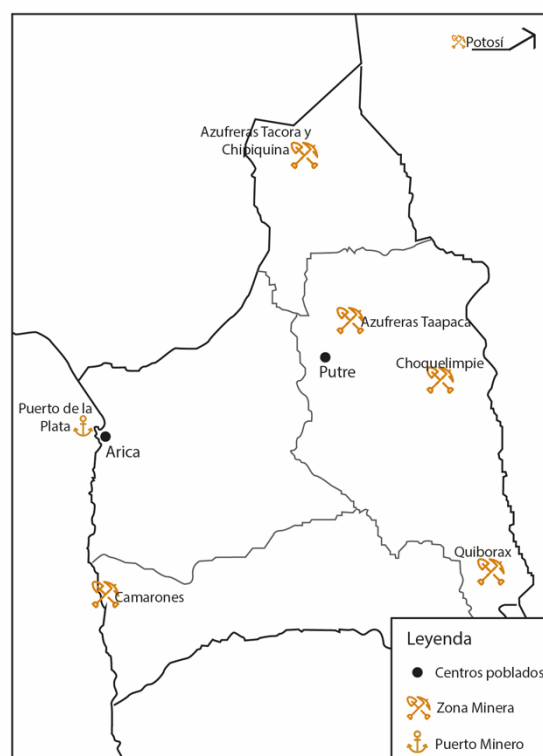 Potosí
Azufreras Tacora y
Chipiquina
Azufreras Taapaca
Choquelimpie
Putre
Puerto de la
Plata
Arica
Quiborax
Camarones
Leyenda
Centros poblados
Zona Minera
Puerto Minero